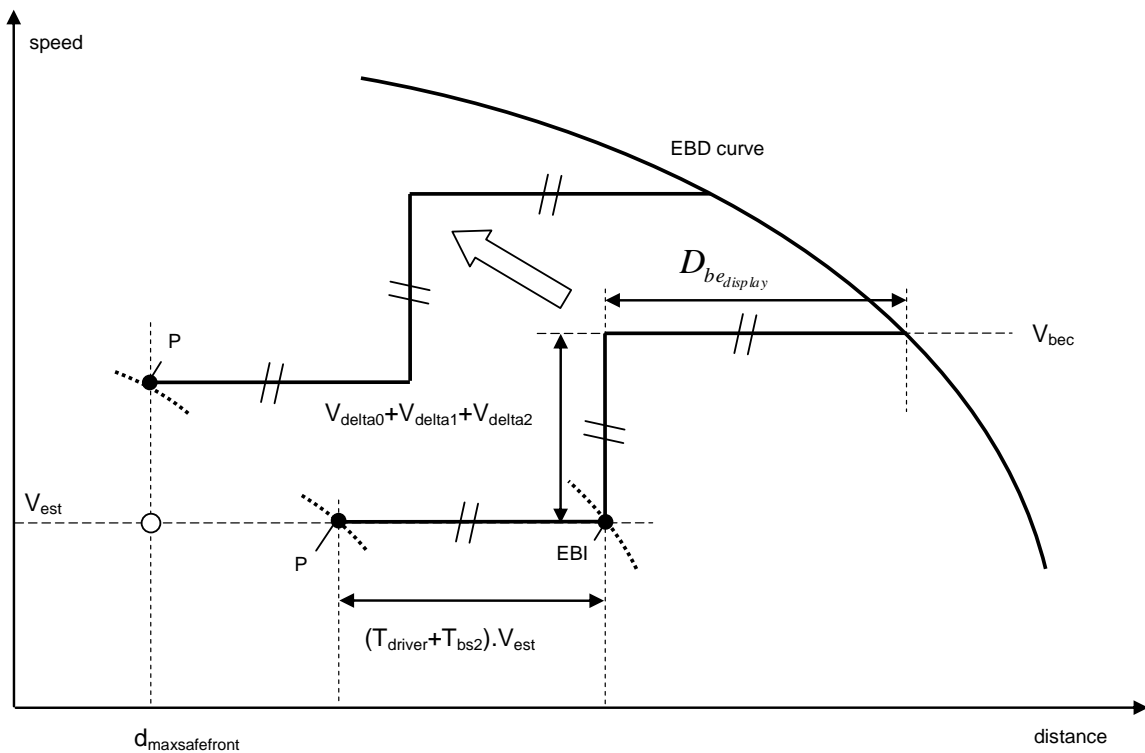 speed
EBD curve
D_be_display
P
V_bec
V_delta0+V_delta1+V_delta2
V_est
EBI
P
(T_driver+T_bs2).V_est
d_maxsafefront
distance